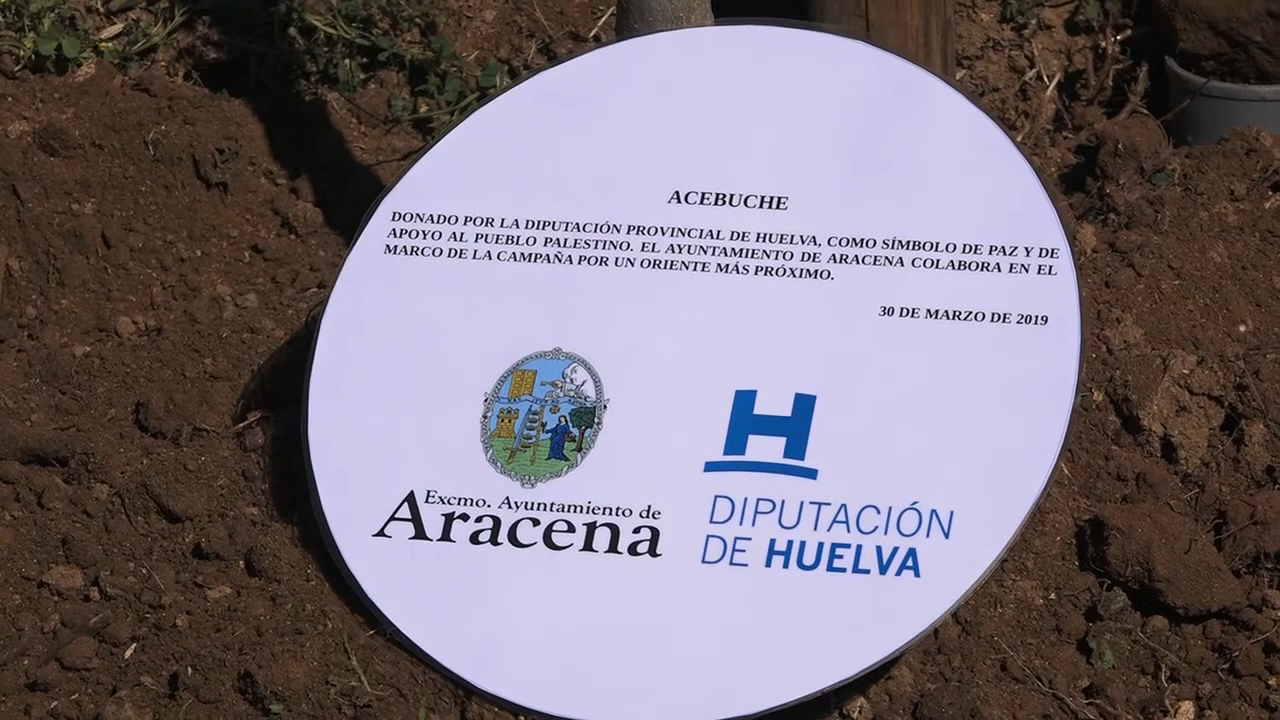 ACEBUCHE
DONADO POR LA DIPUTACIÓN PROVINCIAL DE HUELVA, COMO SÍMBOLO DE PAZ Y DE
APOYO AL PUEBLO PALESTINO. EL AYUNTAMIENTO DE ARACENA COLABORA EN EL
MARCO DE LA CAMPAÑA POR UN ORIENTE MÁS PRÓXIMO.
30 DE MARZO DE 2019
Excmo. Ayuntamiento de
Aracena
H
DIPUTACIÓN
DE HUELVA